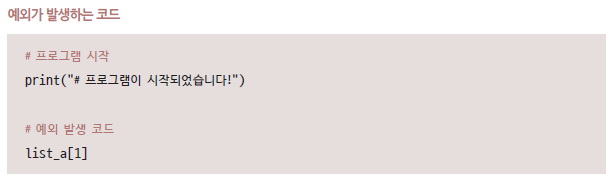 예외가 발생하는 코드
# 프로그램 시작
print("# 프로그램이 시작되었습니다!")
# 예외 발생 코드
list_a[1]